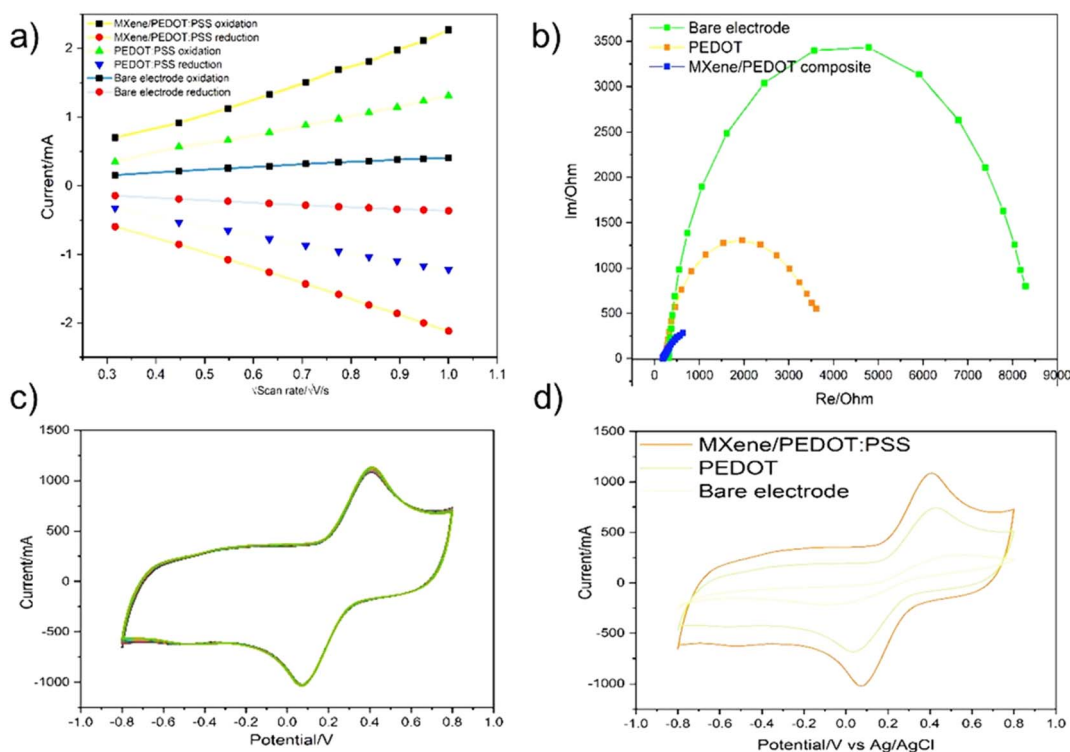 a)
MXene/PEDOT:PSS oxidation
MXene/PEDOT:PSS reduction
PEDOT:PSS oxidation
PEDOT:PSS reduction
Bare electrode oxidation
Bare electrode reduction
Current/mA
2
1
0
-1
-2
0.3 0.4 0.5 0.6 0.7 0.8 0.9 1.0 1.1
√Scan rate/√V/s
b)
Bare electrode
PEDOT
MXene/PEDOT composite
Im/Ohm
3500
3000
2500
2000
1500
1000
500
0
0 1000 2000 3000 4000 5000 6000 7000 8000 9000
Re/Ohm
c)
Current/mA
1500
1000
500
0
-500
-1000
-1.0 -0.8 -0.6 -0.4 -0.2 0.0 0.2 0.4 0.6 0.8 1.0
Potential/V
d)
MXene/PEDOT:PSS
PEDOT
Bare electrode
Current/mA
1500
1000
500
0
-500
-1000
-1.0 -0.8 -0.6 -0.4 -0.2 0.0 0.2 0.4 0.6 0.8 1.0
Potential/V vs Ag/AgCl